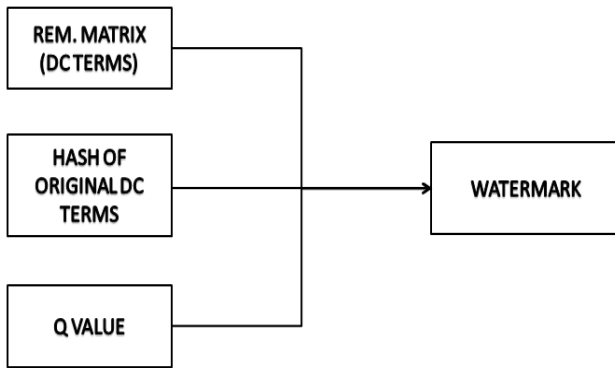 REM. MATRIX
(DC TERMS)
HASH OF
ORIGINAL DC
TERMS
WATERMARK
Q VALUE